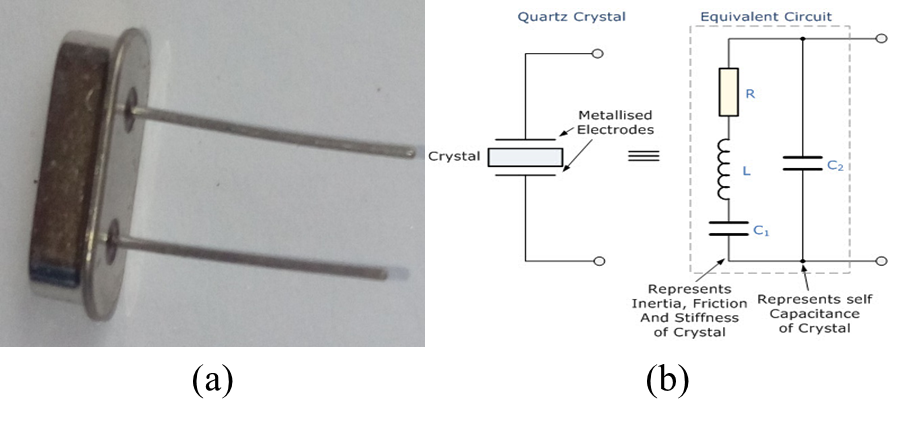 Quartz Crystal
Equivalent Circuit
R
Metallised
Electrodes
Crystal
L
C2
C1
Represents
Inertia, Friction
And Stiffness
of Crystal
Represents self
Capacitance
of Crystal
(a)
(b)